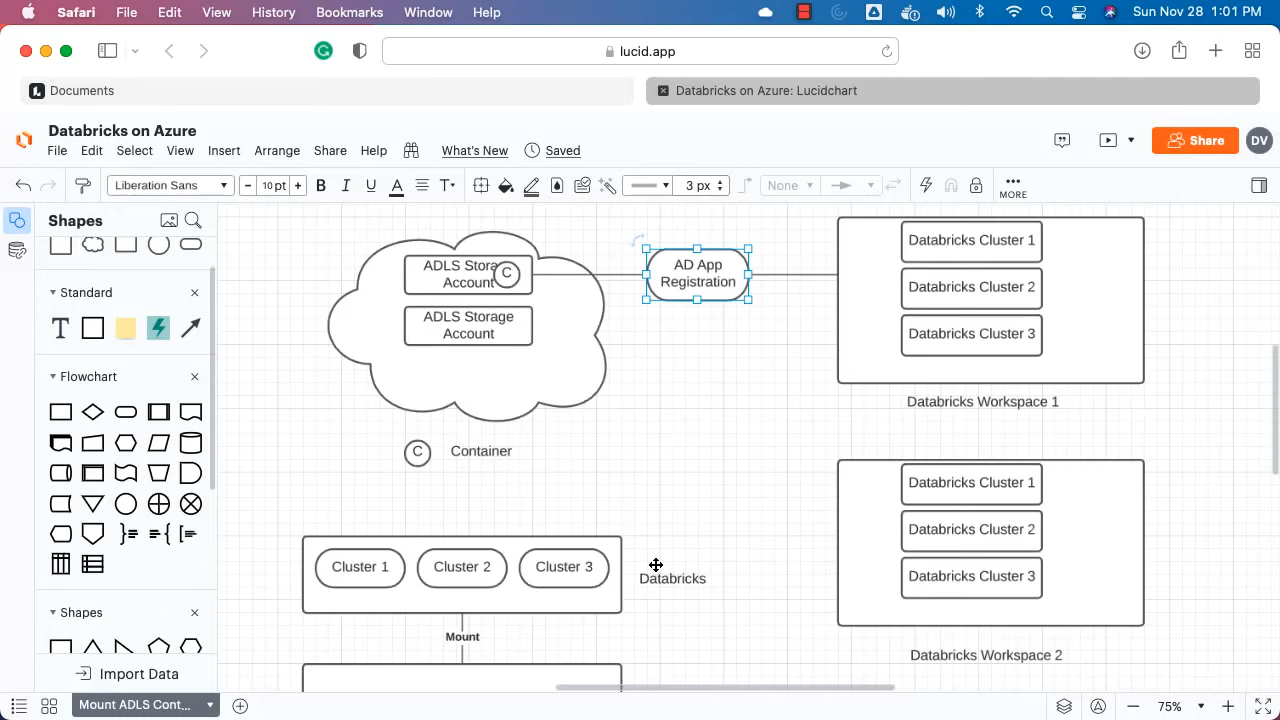 Safari File Edit View History Bookmarks Window Help Sun Nov 28 1:01 PM
lucid.app
Documents
Databricks on Azure: Lucidchart
Databricks on Azure
File Edit Select View Insert Arrange Share Help What's New Saved
Share
DV
Liberation Sans 10 pt B I U A T 3 px None MORE
Shapes
Standard
T
Flowchart
Shapes
Import Data
ADLS Storage
Account
C
ADLS Storage
Account
C Container
AD App
Registration
Databricks Cluster 1
Databricks Cluster 2
Databricks Cluster 3
Databricks Workspace 1
Databricks Cluster 1
Databricks Cluster 2
Databricks Cluster 3
Databricks Workspace 2
Cluster 1 Cluster 2 Cluster 3
Databricks
Mount
Mount ADLS Cont...
75%